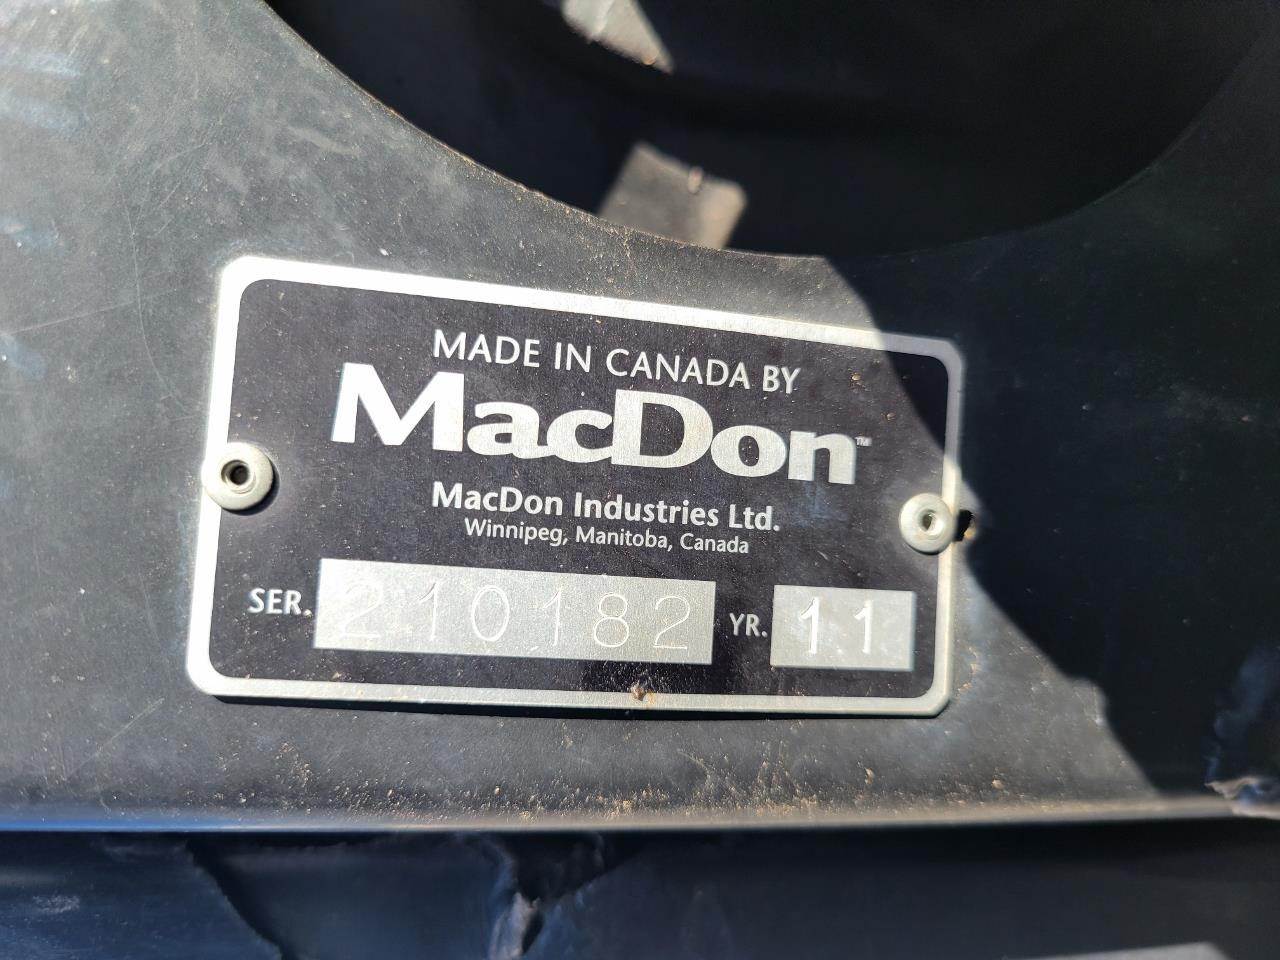 MADE IN CANADA BY
MacDon™
MacDon Industries Ltd.
Winnipeg, Manitoba, Canada
SER. 210182 YR. 11